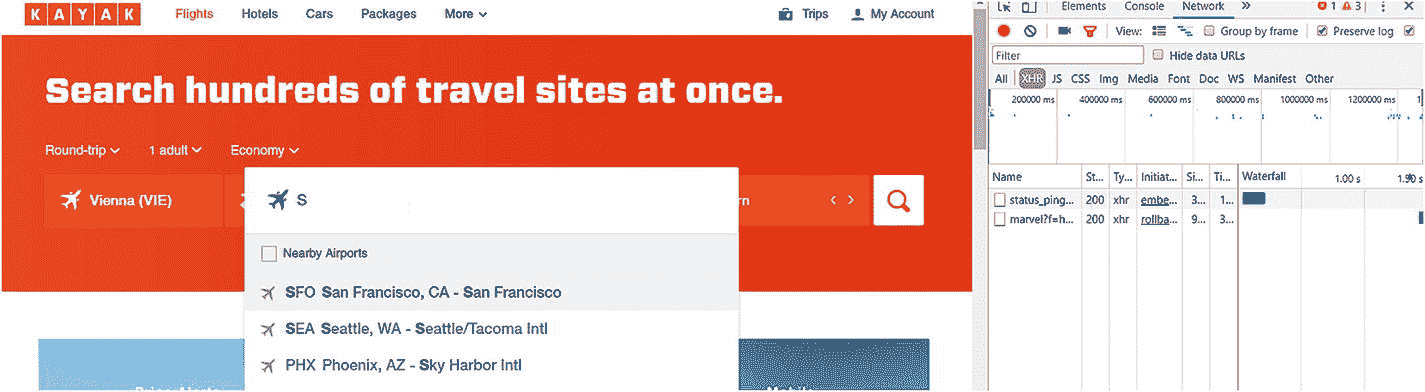 KAYAK Flights Hotels Cars Packages More Trips My Account
Search hundreds of travel sites at once.
Round-trip 1 adult Economy
Vienna (VIE)
S
rn
Nearby Airports
SFO San Francisco, CA - San Francisco
SEA Seattle, WA - Seattle/Tacoma Intl
PHX Phoenix, AZ - Sky Harbor Intl
Elements Console Network 1 3
View: Group by frame Preserve log
Filter Hide data URLs
All XHR JS CSS Img Media Font Doc WS Manifest Other
200000 ms 400000 ms 600000 ms 800000 ms 1000000 ms 1200000 ms 1
Name St... Ty... Initiat... Si... Ti... Waterfall 1.00 s 1.90 s
status_ping... 200 xhr embe... 3... 1...
marvel?f=h... 200 xhr rollba... 9... 3...